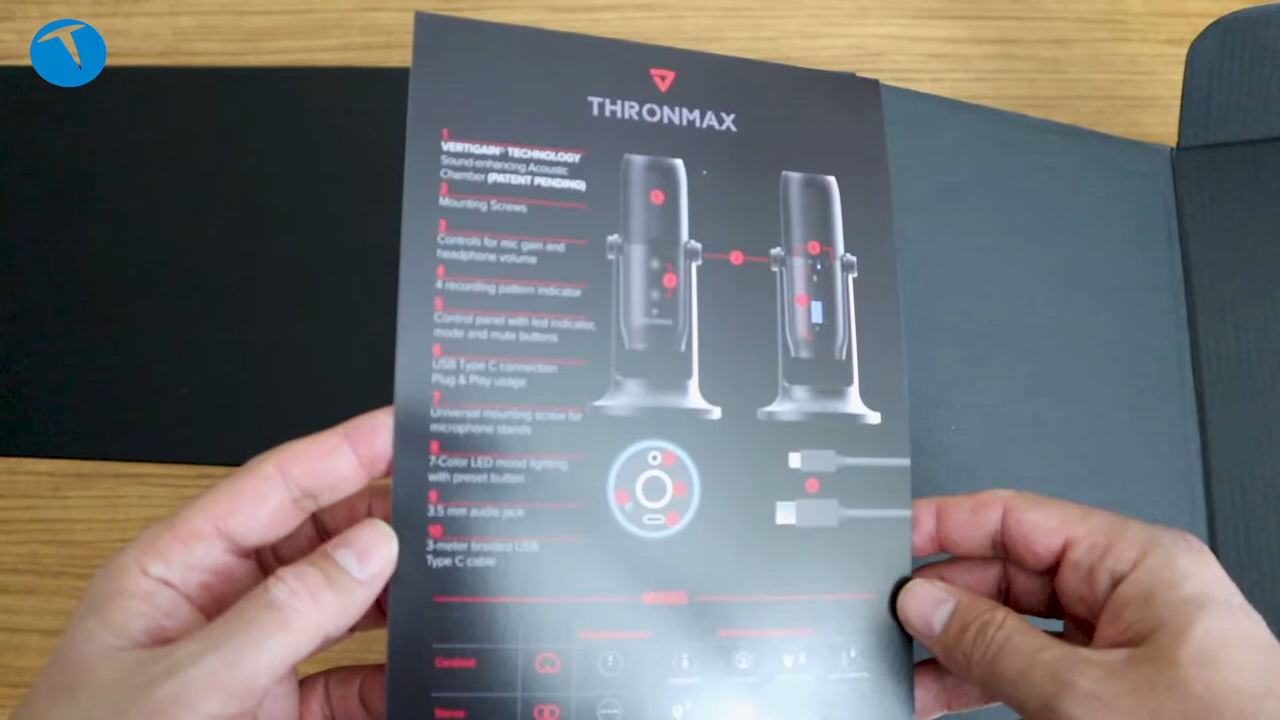 THRONMAX
1
VERTIGAIN® TECHNOLOGY
Sound-enhancing Acoustic
Chamber (PATENT PENDING)
2
Mounting Screws
3
Controls for mic gain and
headphone volume
4
4 recording pattern indicator
5
Control panel with led indicator,
mode and mute buttons
6
USB Type C connection
Plug & Play usage
7
Universal mounting screw for
microphone stands
8
7-Color LED mood lighting
with preset button
9
3.5 mm audio jack
10
3-meter braided USB
Type C cable
MODES
Cardioid
Stereo